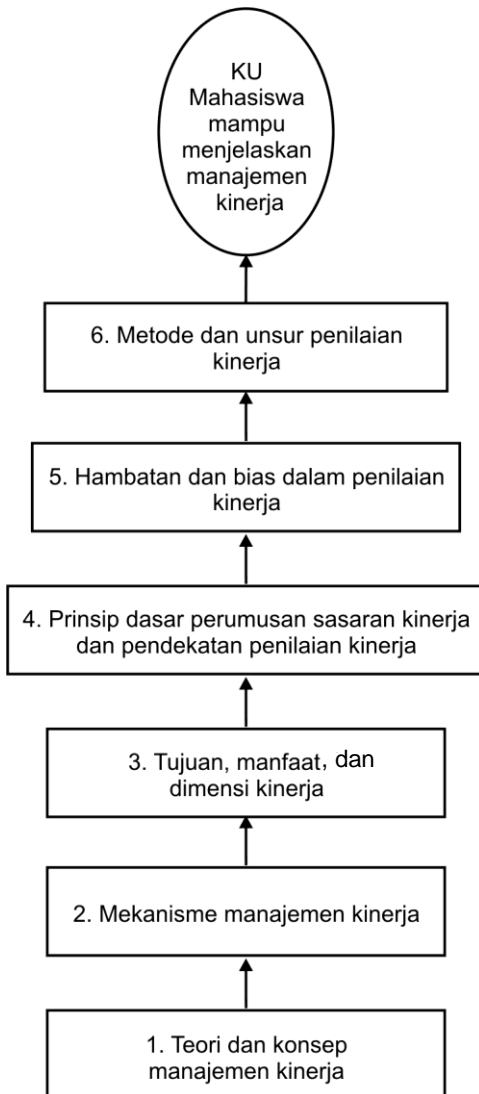 KU
Mahasiswa
mampu
menjelaskan
manajemen
kinerja
6. Metode dan unsur penilaian
kinerja
5. Hambatan dan bias dalam penilaian
kinerja
4. Prinsip dasar perumusan sasaran kinerja
dan pendekatan penilaian kinerja
3. Tujuan, manfaat, dan
dimensi kinerja
2. Mekanisme manajemen kinerja
1. Teori dan konsep
manajemen kinerja